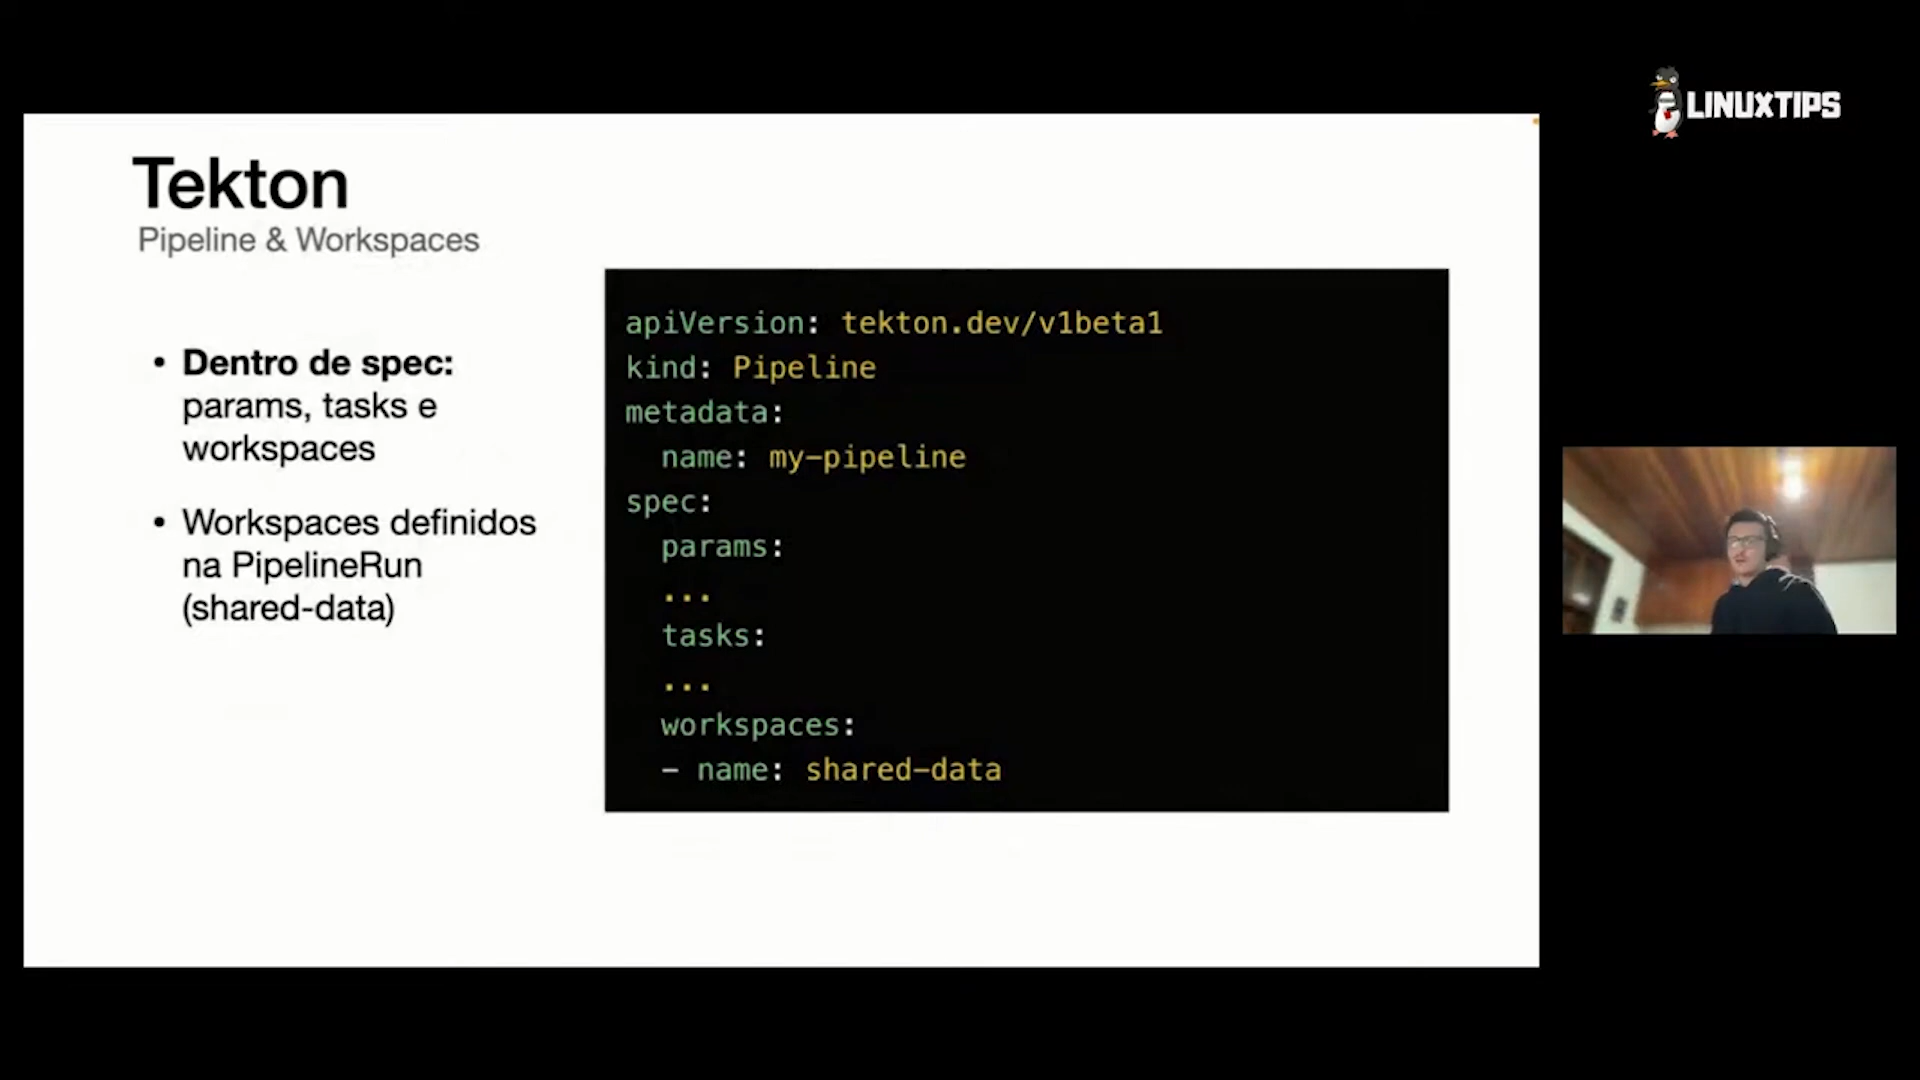 LINUXTIPS
Tekton
Pipeline & Workspaces
• Dentro de spec:
params, tasks e
workspaces
• Workspaces definidos
na PipelineRun
(shared-data)
apiVersion: tekton.dev/v1beta1
kind: Pipeline
metadata:
  name: my-pipeline
spec:
  params:
  ...
  tasks:
  ...
  workspaces:
  - name: shared-data